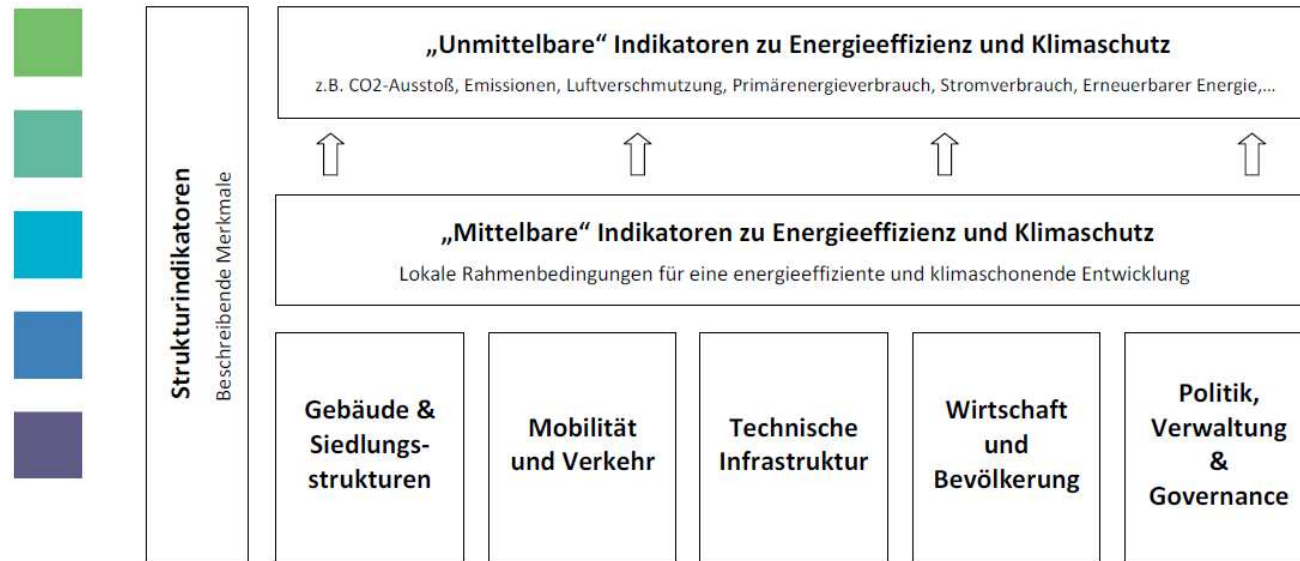 Strukturindikatoren
Beschreibende Merkmale
„Unmittelbare“ Indikatoren zu Energieeffizienz und Klimaschutz
z.B. CO2-Ausstoß, Emissionen, Luftverschmutzung, Primärenergieverbrauch, Stromverbrauch, Erneuerbarer Energie,...
„Mittelbare“ Indikatoren zu Energieeffizienz und Klimaschutz
Lokale Rahmenbedingungen für eine energieeffiziente und klimaschonende Entwicklung
Gebäude &
Siedlungs-
strukturen
Mobilität
und Verkehr
Technische
Infrastruktur
Wirtschaft
und
Bevölkerung
Politik,
Verwaltung
&
Governance